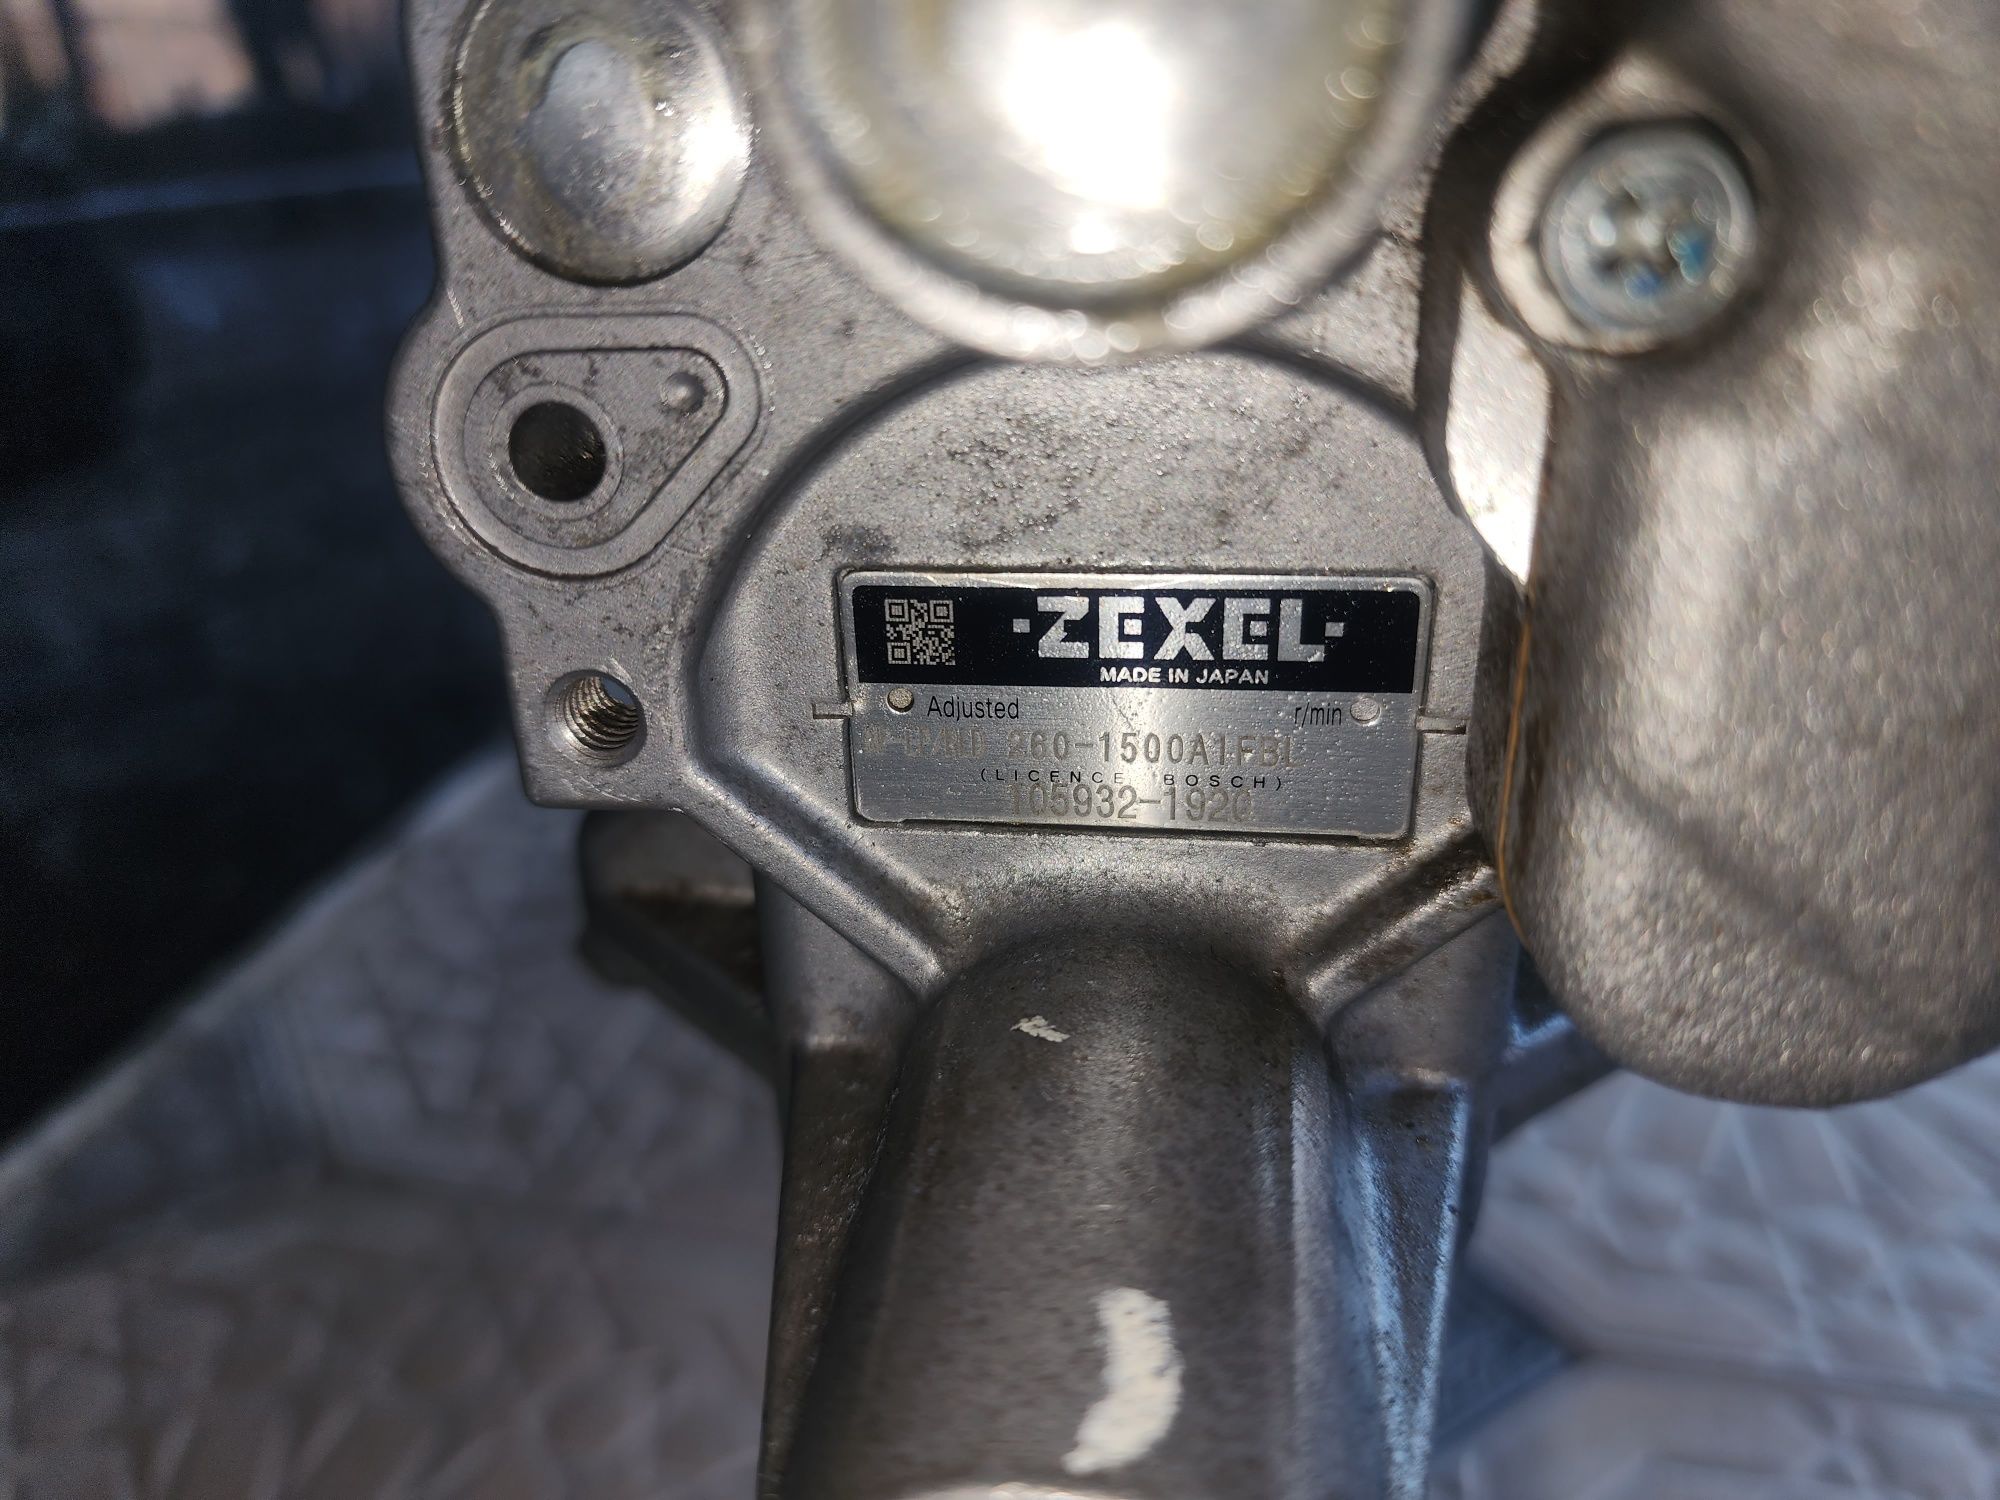 ·ZEXEL·
MADE IN JAPAN
Adjusted r/min
260-1500A1FBL
(LICENCE BOSCH)
105932-1920